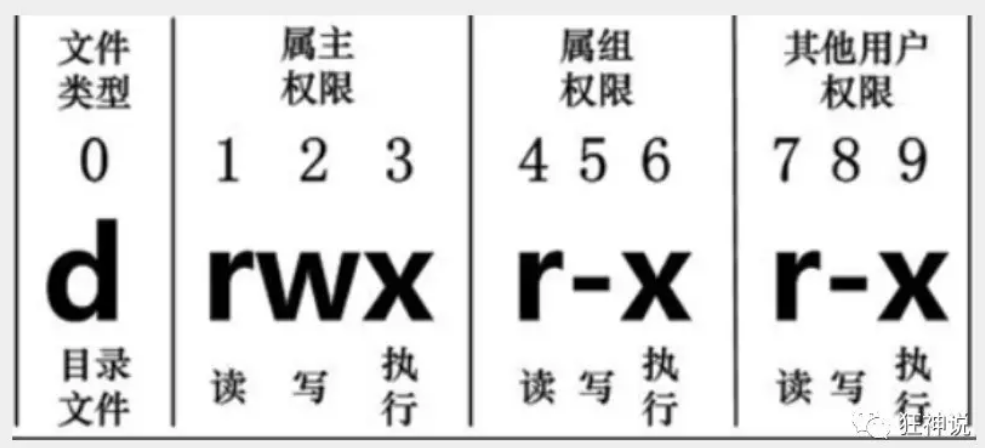 文件 属主 属组 其他用户
类型 权限 权限 权限
0 1 2 3 4 5 6 7 8 9
d rwx r-x r-x
目录文件 读 写 执行 读 写 执行 读 写 执行
狂神说